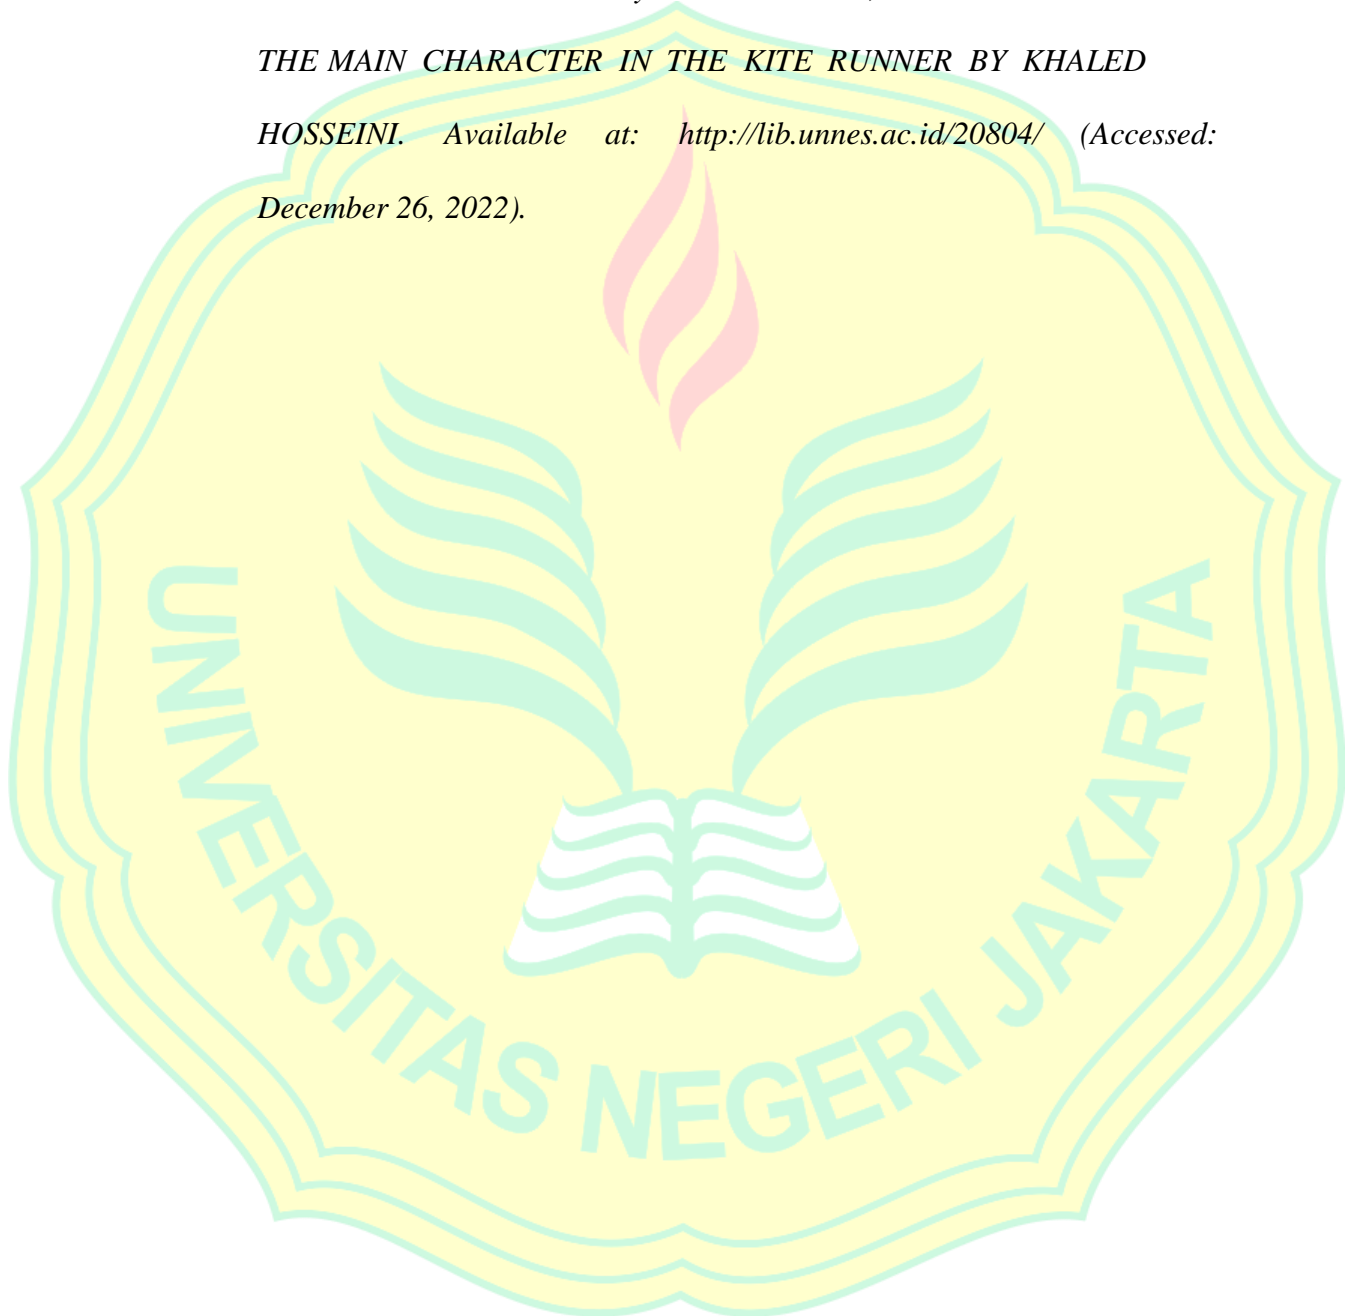 THE MAIN CHARACTER IN THE KITE RUNNER BY KHALED
HOSSEINI. Available at: http://lib.unnes.ac.id/20804/ (Accessed:
December 26, 2022).
UNIVERSITAS NEGERI JAKARTA